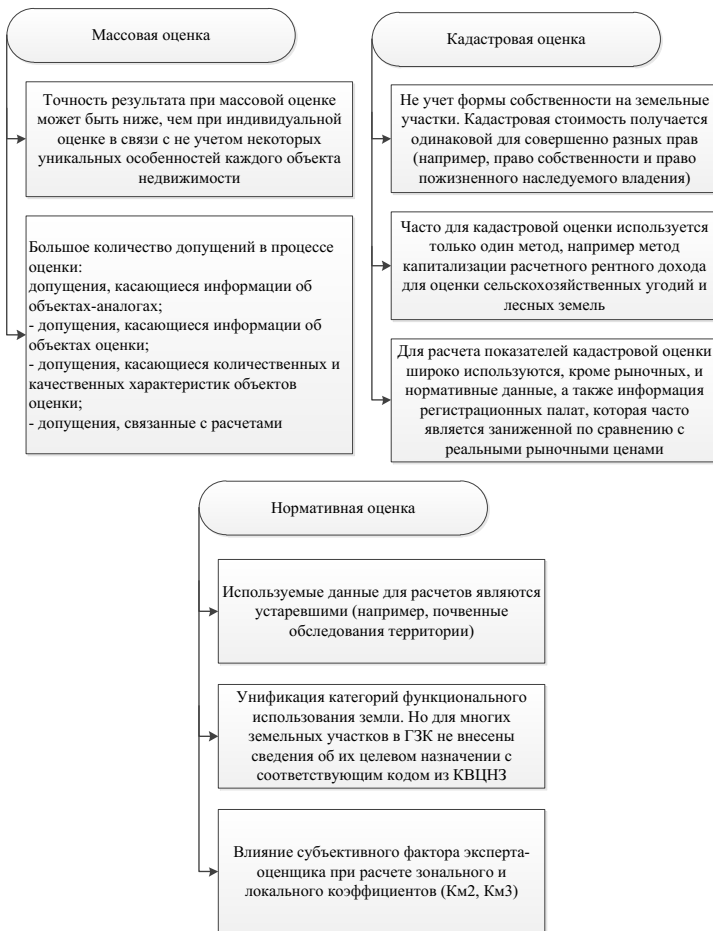 Массовая оценка
Точность результата при массовой оценке
может быть ниже, чем при индивидуальной
оценке в связи с не учетом некоторых
уникальных особенностей каждого объекта
недвижимости
Большое количество допущений в процессе
оценки:
допущения, касающиеся информации об
объектах-аналогах;
- допущения, касающиеся информации об
объектах оценки;
- допущения, касающиеся количественных и
качественных характеристик объектов
оценки;
- допущения, связанные с расчетами
Кадастровая оценка
Не учет формы собственности на земельные
участки. Кадастровая стоимость получается
одинаковой для совершенно разных прав
(например, право собственности и право
пожизненного наследуемого владения)
Часто для кадастровой оценки используется
только один метод, например метод
капитализации расчетного рентного дохода
для оценки сельскохозяйственных угодий и
лесных земель
Для расчета показателей кадастровой оценки
широко используются, кроме рыночных, и
нормативные данные, а также информация
регистрационных палат, которая часто
является заниженной по сравнению с
реальными рыночными ценами
Нормативная оценка
Используемые данные для расчетов являются
устаревшими (например, почвенные
обследования территории)
Унификация категорий функционального
использования земли. Но для многих
земельных участков в ГЗК не внесены
сведения об их целевом назначении с
соответствующим кодом из КВЦНЗ
Влияние субъективного фактора эксперта-
оценщика при расчете зонального и
локального коэффициентов (Км2, Км3)